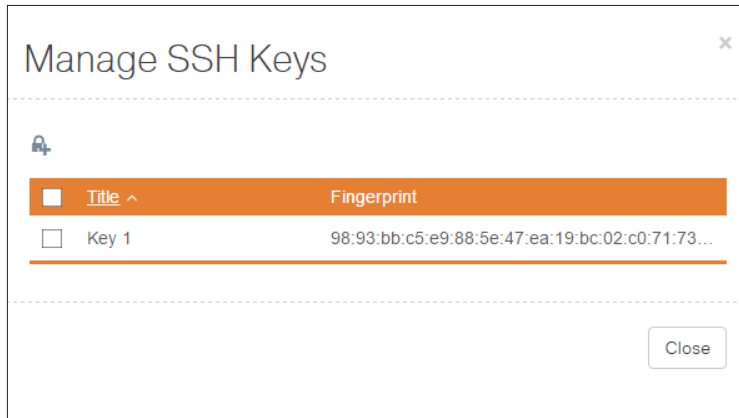 Manage SSH Keys
×
Title ^ Fingerprint
Key 1 98:93:bb:c5:e9:88:5e:47:ea:19:bc:02:c0:71:73...
Close